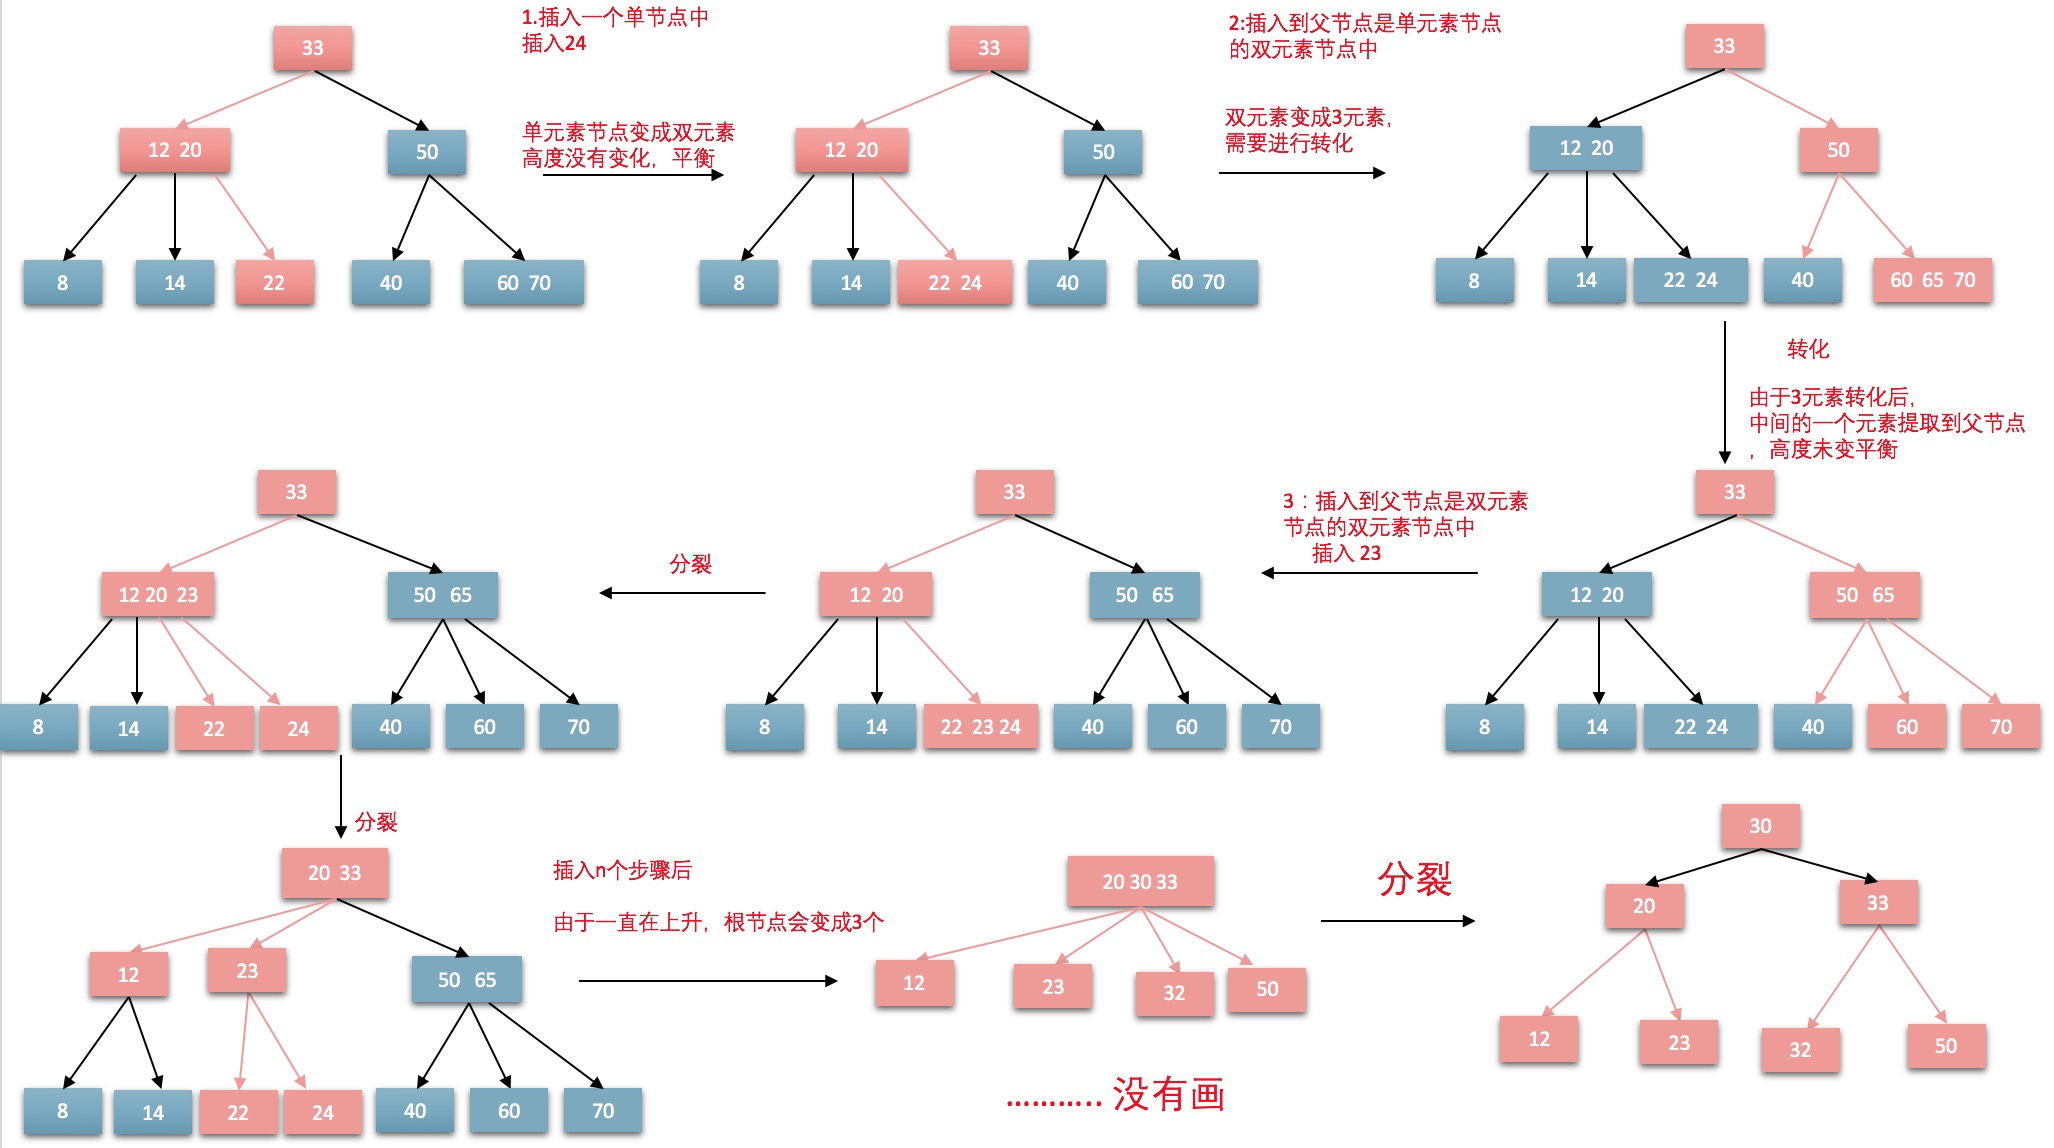 33
1.插入一个单节点中
插入24
12 20
50
单元素节点变成双元素
高度没有变化，平衡
8
14
22
40
60 70
33
2:插入到父节点是单元素节点
的双元素节点中
12 20
50
双元素变成3元素，
需要进行转化
8
14
22 24
40
60 70
33
12 20
50
8
14
22 24
40
60 65 70
转化
由于3元素转化后，
中间的一个元素提取到父节点
，高度未变平衡
33
12 20
50 65
8
14
22 24
40
60
70
3：插入到父节点是双元素
节点的双元素节点中
插入 23
33
12 20
50 65
8
14
22 23 24
40
60
70
分裂
33
12 20 23
50 65
8
14
22
24
40
60
70
分裂
20 33
12
23
50 65
8
14
22
24
40
60
70
插入n个步骤后
由于一直在上升，根节点会变成3个
20 30 33
12
23
32
50
分裂
30
20
33
12
23
32
50
........... 没有画